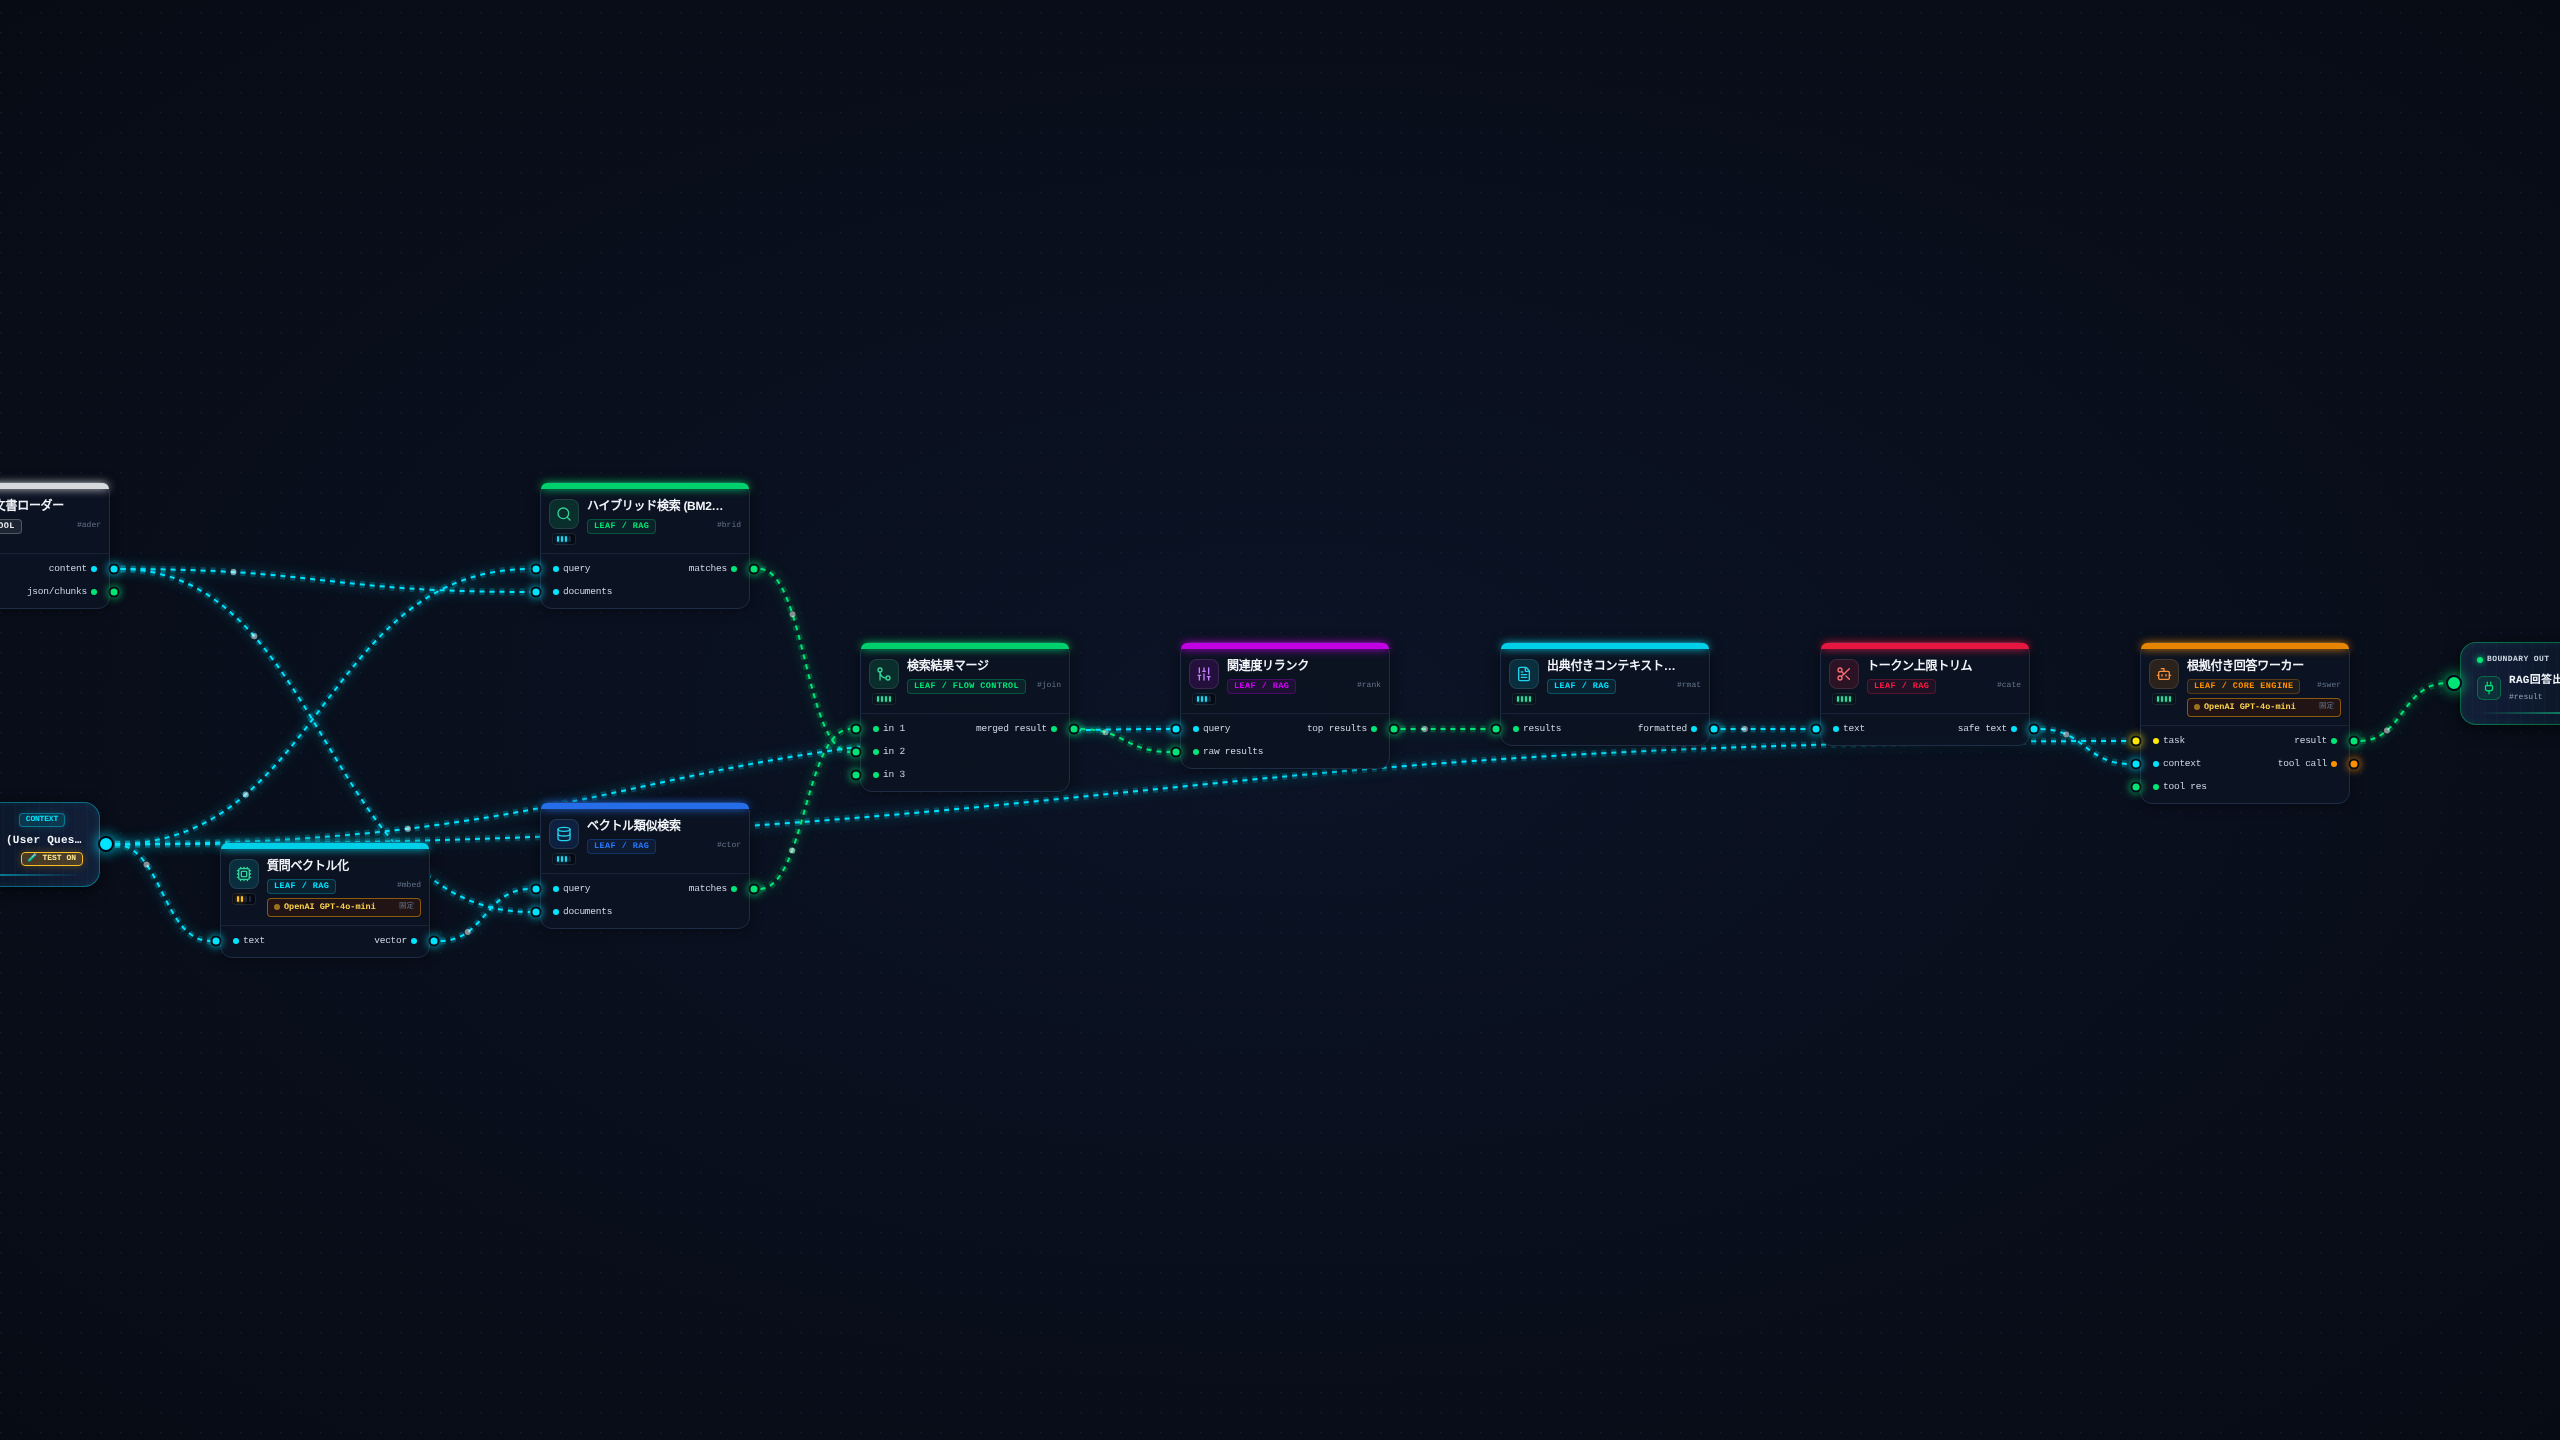 文書ローダー
OOL
#ader
content
json/chunks
CONTEXT
(User Ques…
TEST ON
質問ベクトル化
LEAF / RAG
#mbed
OpenAI GPT-4o-mini
固定
text
vector
ハイブリッド検索 (BM2…
LEAF / RAG
#brid
query
matches
documents
ベクトル類似検索
LEAF / RAG
#ctor
query
matches
documents
検索結果マージ
LEAF / FLOW CONTROL
#join
in 1
merged result
in 2
in 3
関連度リランク
LEAF / RAG
#rank
query
top results
raw results
出典付きコンテキスト…
LEAF / RAG
#rmat
results
formatted
トークン上限トリム
LEAF / RAG
#cate
text
safe text
根拠付き回答ワーカー
LEAF / CORE ENGINE
#swer
OpenAI GPT-4o-mini
固定
task
result
context
tool call
tool res
BOUNDARY OUT
RAG回答出
#result